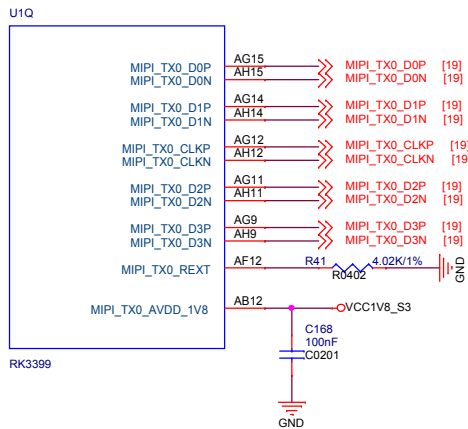 U1Q
MIPI_TX0_D0P AG15 MIPI_TX0_D0P [19]
MIPI_TX0_D0N AH15 MIPI_TX0_D0N [19]
MIPI_TX0_D1P AG14 MIPI_TX0_D1P [19]
MIPI_TX0_D1N AH14 MIPI_TX0_D1N [19]
MIPI_TX0_CLKP AG12 MIPI_TX0_CLKP [19]
MIPI_TX0_CLKN AH12 MIPI_TX0_CLKN [19
MIPI_TX0_D2P AG11 MIPI_TX0_D2P [19]
MIPI_TX0_D2N AH11 MIPI_TX0_D2N [19]
MIPI_TX0_D3P AG9 MIPI_TX0_D3P [19]
MIPI_TX0_D3N AH9 MIPI_TX0_D3N [19]
MIPI_TX0_REXT AF12 R41 4.02K/1%
R0402 GND
MIPI_TX0_AVDD_1V8 AB12 VCC1V8_S3
C168
100nF
C0201
RK3399
GND